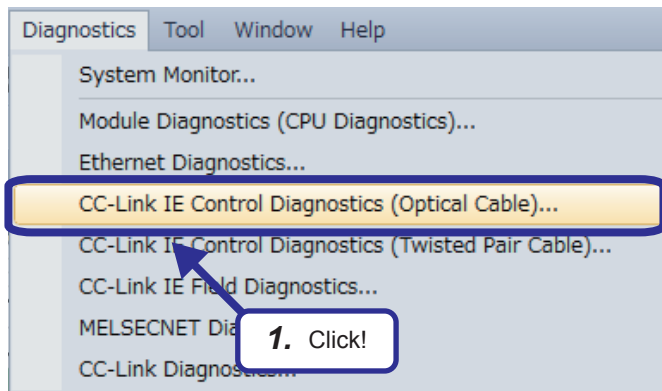 Diagnostics Tool Window Help
System Monitor...
Module Diagnostics (CPU Diagnostics)...
Ethernet Diagnostics...
CC-Link IE Control Diagnostics (Optical Cable)...
CC-Link IE Control Diagnostics (Twisted Pair Cable)...
CC-Link IE Field Diagnostics...
MELSECNET
1. Click!
CC-Link Diagnostics...